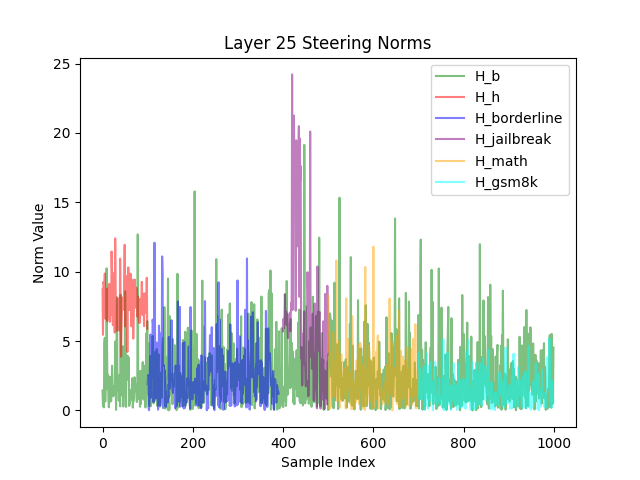 Layer 25 Steering Norms
25
20
15
10
5
0
Norm Value
H_b
H_h
H_borderline
H_jailbreak
H_math
H_gsm8k
0 200 400 600 800 1000
Sample Index